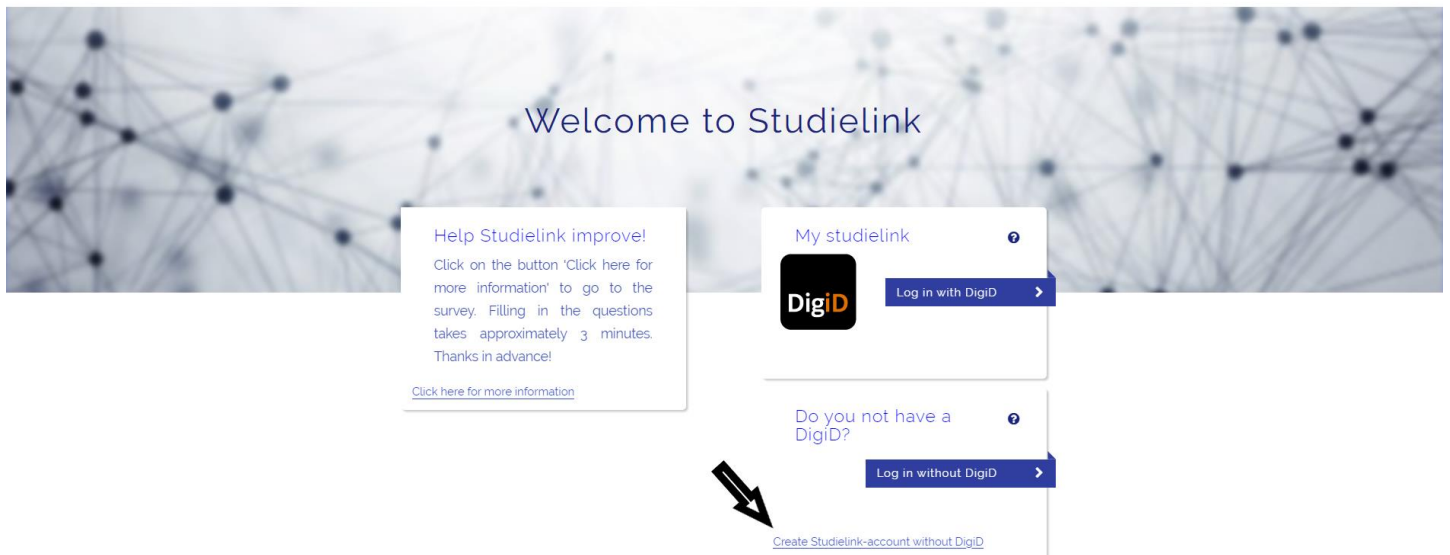 Welcome to Studielink
Help Studielink improve!
Click on the button 'Click here for
more information' to go to the
survey. Filling in the questions
takes approximately 3 minutes.
Thanks in advance!
Click here for more information
My studielink
DigiD
Log in with DigiD
Do you not have a
DigiD?
Log in without DigiD
Create Studielink-account without DigiD